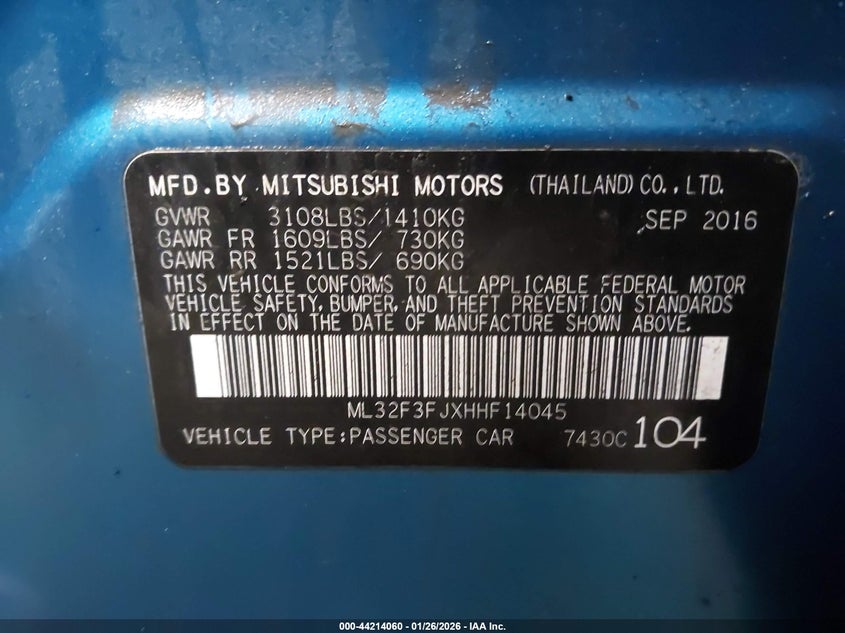 MFD.BY MITSUBISHI MOTORS (THAILAND) CO.,LTD.
GVWR 3108LBS/1410KG SEP 2016
GAWR FR 1609LBS/ 730KG
GAWR RR 1521LBS/ 690KG
THIS VEHICLE CONFORMS TO ALL APPLICABLE FEDERAL MOTOR
VEHICLE SAFETY, BUMPER, AND THEFT PREVENTION STANDARDS
IN EFFECT ON THE DATE OF MANUFACTURE SHOWN ABOVE.
ML32F3FJXHHF14045
VEHICLE TYPE:PASSENGER CAR 7430C 104
000-44214060 - 01/26/2026 - IAA Inc.